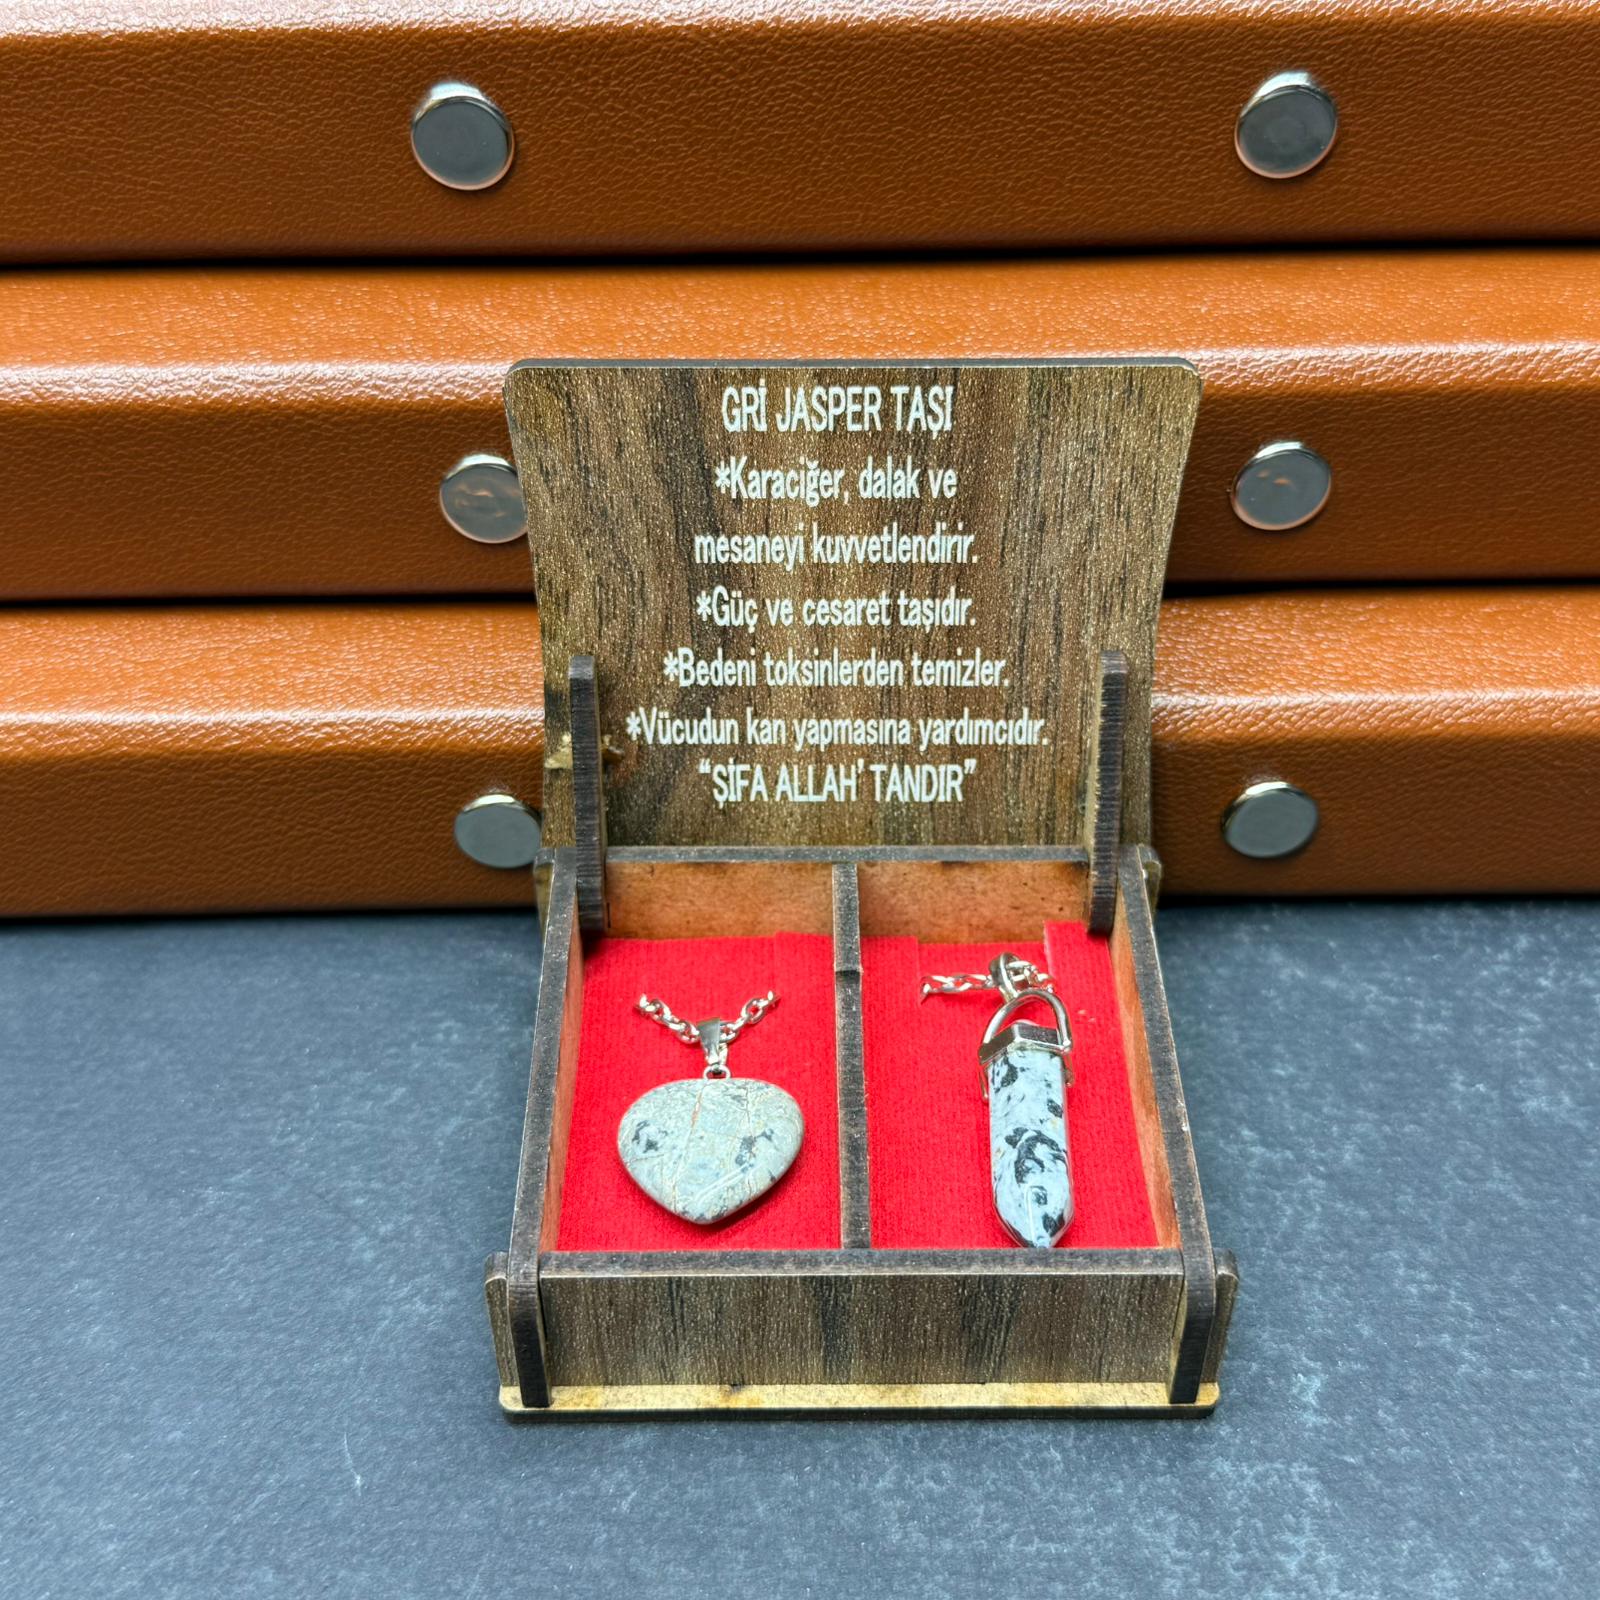 GRİ JASPER TAŞI
*Karaciğer, dalak ve
mesaneyi kuvvetlendirir.
*Güç ve cesaret taşıdır.
*Bedeni toksinlerden temizler.
*Vücudun kan yapmasına yardımcıdır.
“ŞİFA ALLAH’ TANDIR”